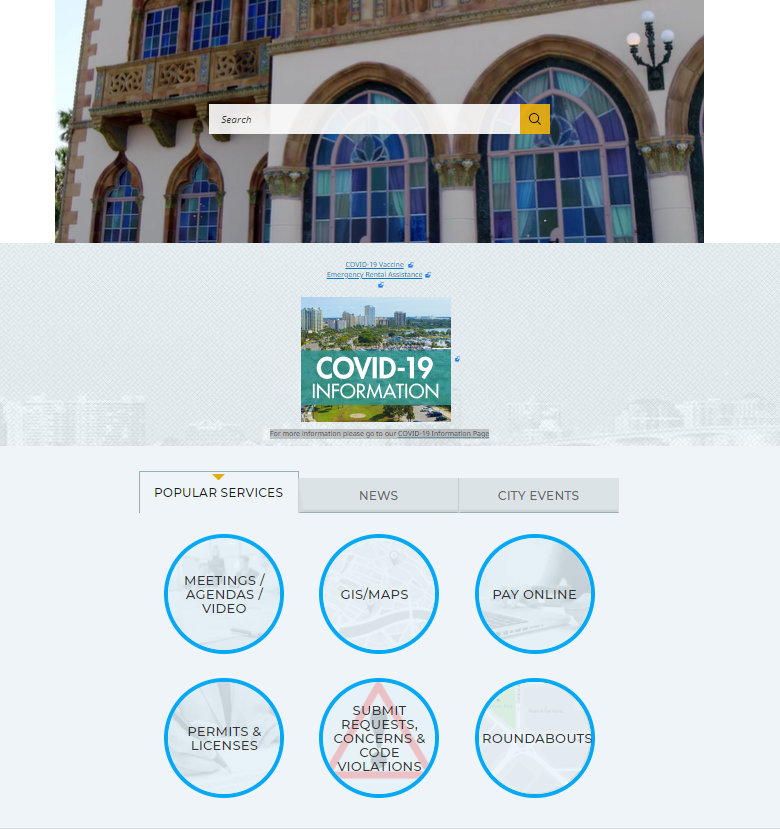 Search
COVID-19 Vaccine
Emergency Rental Assistance
COVID-19
INFORMATION
For more information please go to our COVID-19 Information Page
POPULAR SERVICES
NEWS
CITY EVENTS
MEETINGS /
AGENDAS /
VIDEO
GIS/MAPS
PAY ONLINE
PERMITS &
LICENSES
SUBMIT
REQUESTS,
CONCERNS &
CODE
VIOLATIONS
ROUNDABOUTS